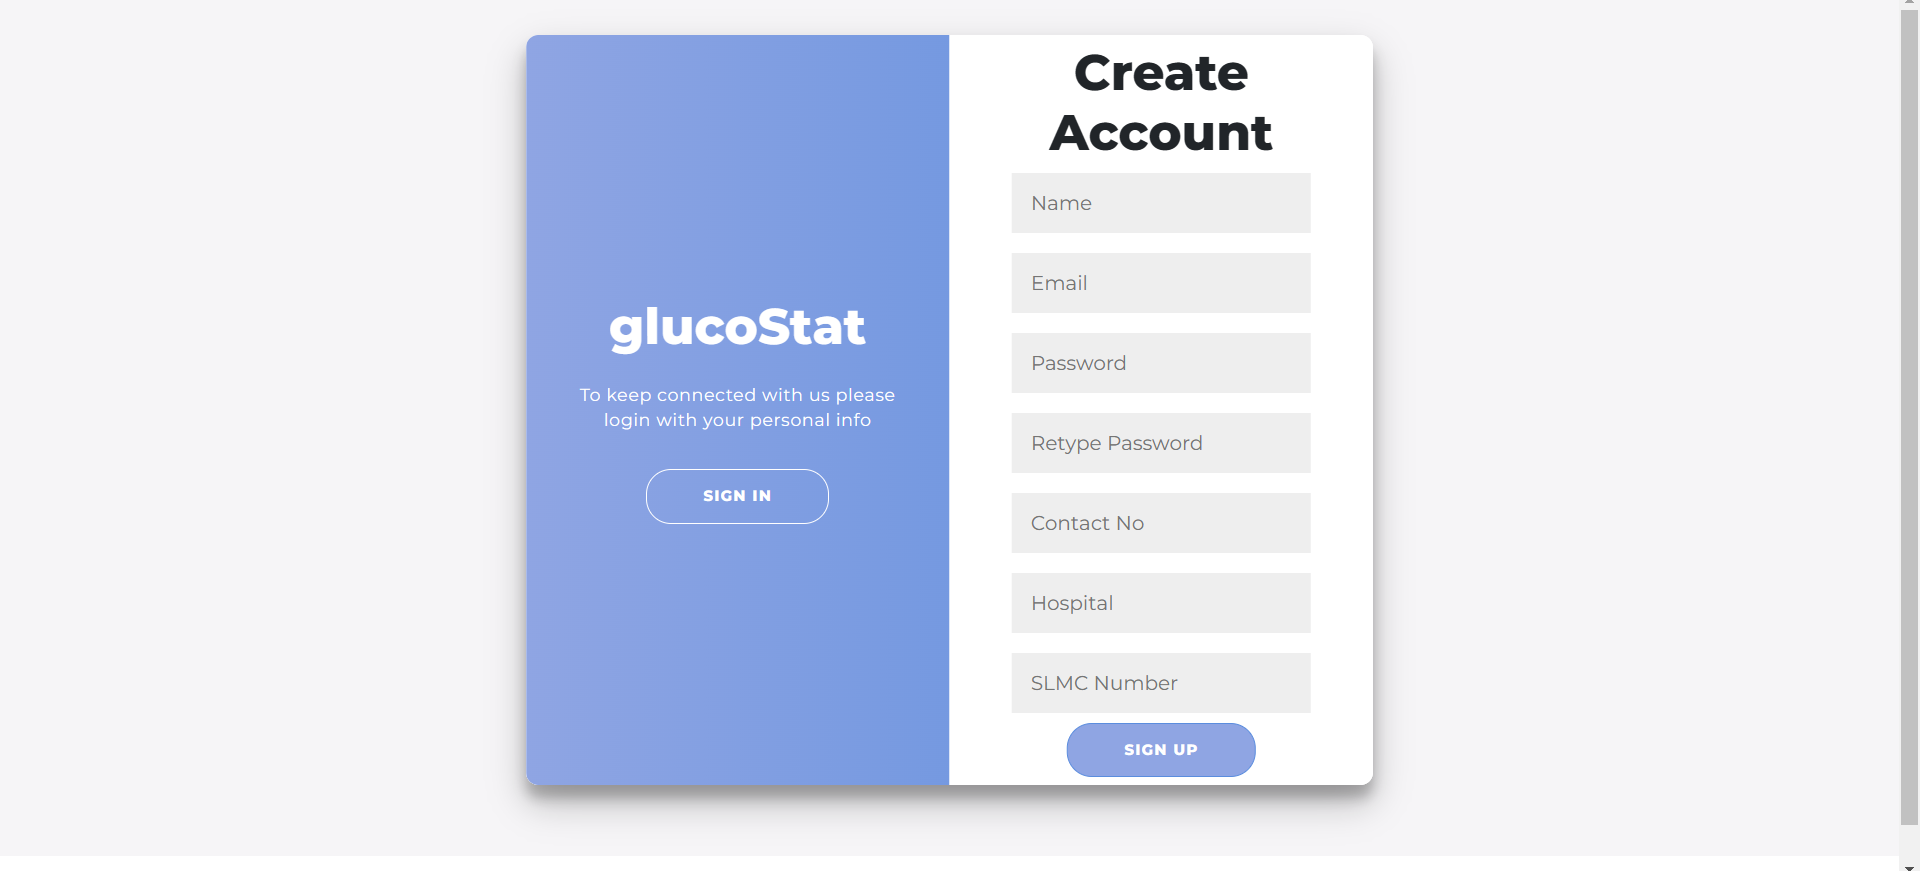 glucoStat
To keep connected with us please
login with your personal info
SIGN IN
Create
Account
Name
Email
Password
Retype Password
Contact No
Hospital
SLMC Number
SIGN UP